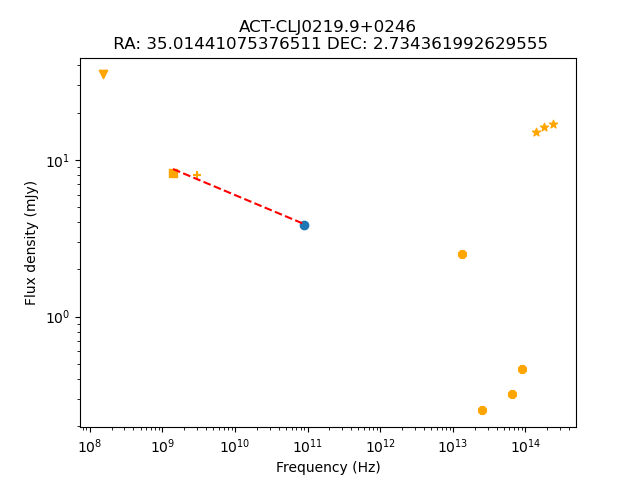 ACT-CLJ0219.9+0246
RA: 35.01441075376511 DEC: 2.734361992629555
Flux density (mJy)
10¹
10⁰
10⁸ 10⁹ 10¹⁰ 10¹¹ 10¹² 10¹³ 10¹⁴
Frequency (Hz)